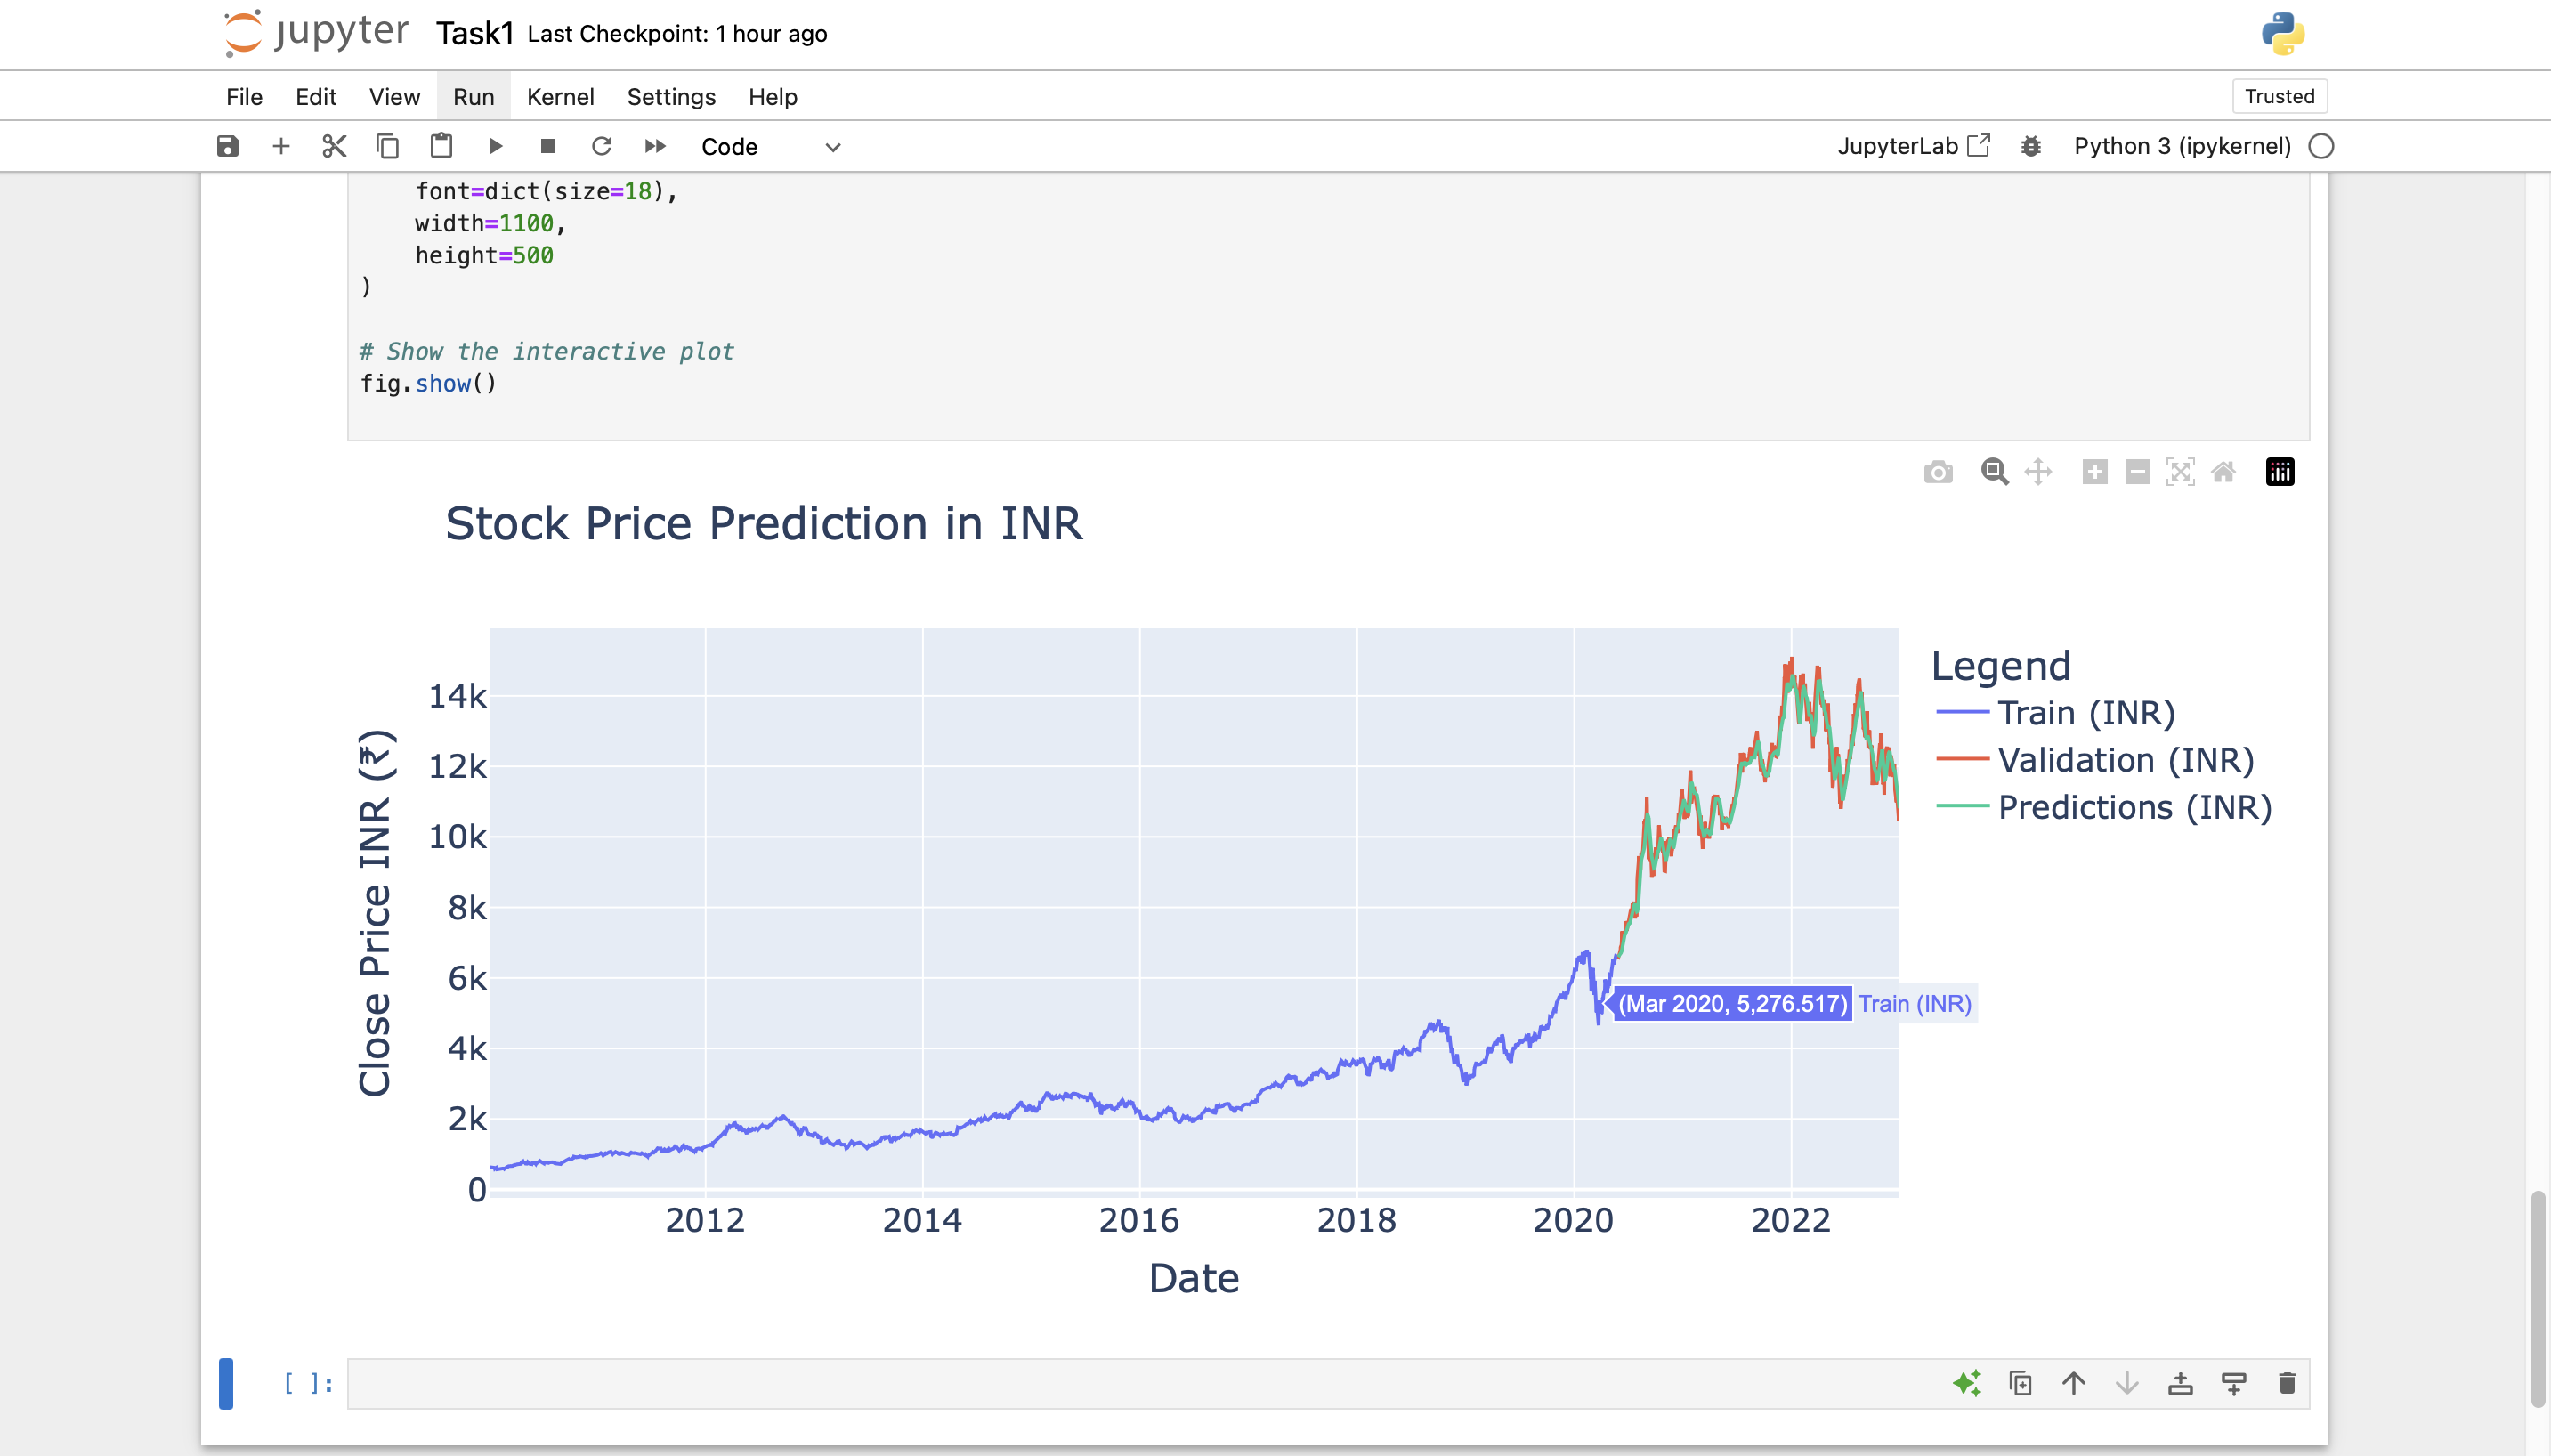 jupyter Task1 Last Checkpoint: 1 hour ago
File Edit View Run Kernel Settings Help Trusted
Code JupyterLab Python 3 (ipykernel)
font=dict(size=18),
width=1100,
height=500
)
# Show the interactive plot
fig.show()
Stock Price Prediction in INR
Close Price INR (₹)
14k
12k
10k
8k
6k
4k
2k
0
2012 2014 2016 2018 2020 2022
Date
(Mar 2020, 5,276.517) Train (INR)
Legend
Train (INR)
Validation (INR)
Predictions (INR)
[ ]: